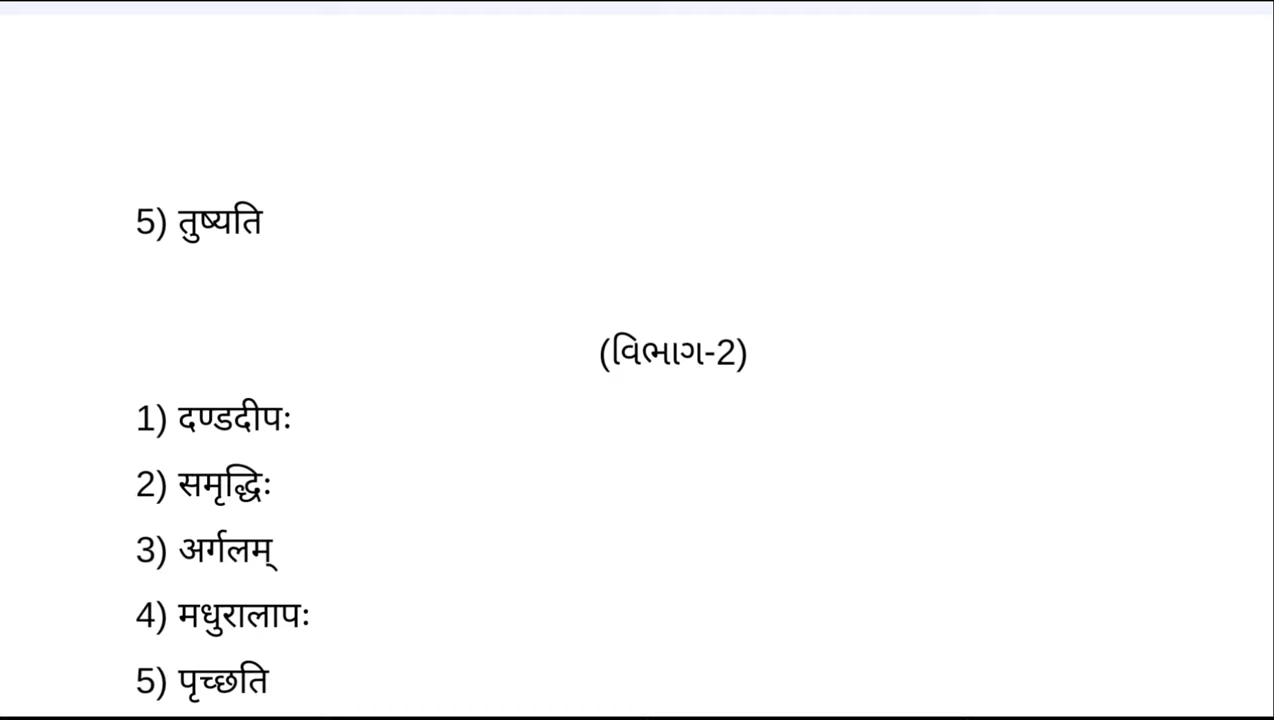 5) तुष्यति
(વિભાગ-2)
1) दण्डदीपः
2) समृद्धिः
3) अर्गलम्
4) मधुरालापः
5) पृच्छति